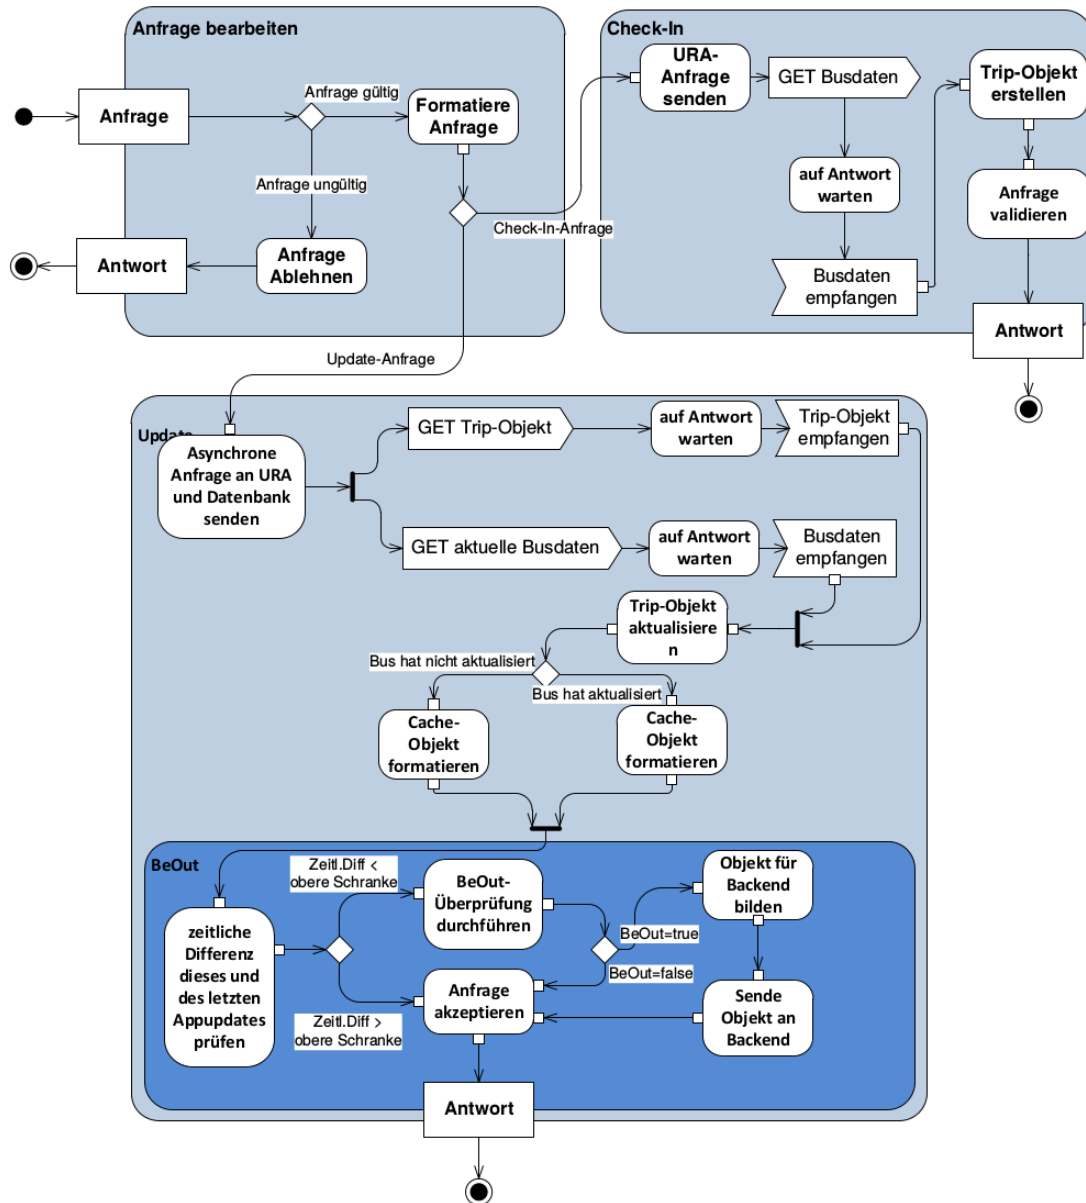 Anfrage bearbeiten
Anfrage
Anfrage gültig
Formatiere
Anfrage
Anfrage ungültig
Anfrage
Ablehnen
Antwort
Check-In-Anfrage
Update-Anfrage
Check-In
URA-
Anfrage
senden
GET Busdaten
auf Antwort
warten
Busdaten
empfangen
Trip-Objekt
erstellen
Anfrage
validieren
Antwort
Update
Asynchrone
Anfrage an URA
und Datenbank
senden
GET Trip-Objekt
auf Antwort
warten
Trip-Objekt
empfangen
GET aktuelle Busdaten
auf Antwort
warten
Busdaten
empfangen
Trip-Objekt
aktualisiere
n
Bus hat nicht aktualisiert
Bus hat aktualisiert
Cache-
Objekt
formatieren
Cache-
Objekt
formatieren
BeOut
zeitliche
Differenz
dieses und
des letzten
Appupdates
prüfen
Zeitl.Diff <
obere Schranke
Zeitl.Diff >
obere Schranke
BeOut-
Überprüfung
durchführen
BeOut=true
BeOut=false
Objekt für
Backend
bilden
Sende
Objekt an
Backend
Anfrage
akzeptieren
Antwort